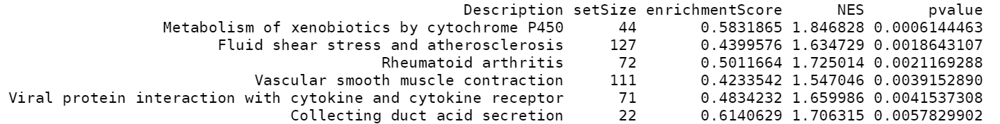 Description setSize enrichmentScore NES pvalue
Metabolism of xenobiotics by cytochrome P450 44 0.5831865 1.846828 0.0006144463
Fluid shear stress and atherosclerosis 127 0.4399576 1.634729 0.0018643107
Rheumatoid arthritis 72 0.5011664 1.725014 0.0021169288
Vascular smooth muscle contraction 111 0.4233542 1.547046 0.0039152890
Viral protein interaction with cytokine and cytokine receptor 71 0.4834232 1.659986 0.0041537308
Collecting duct acid secretion 22 0.6140629 1.706315 0.0057829902